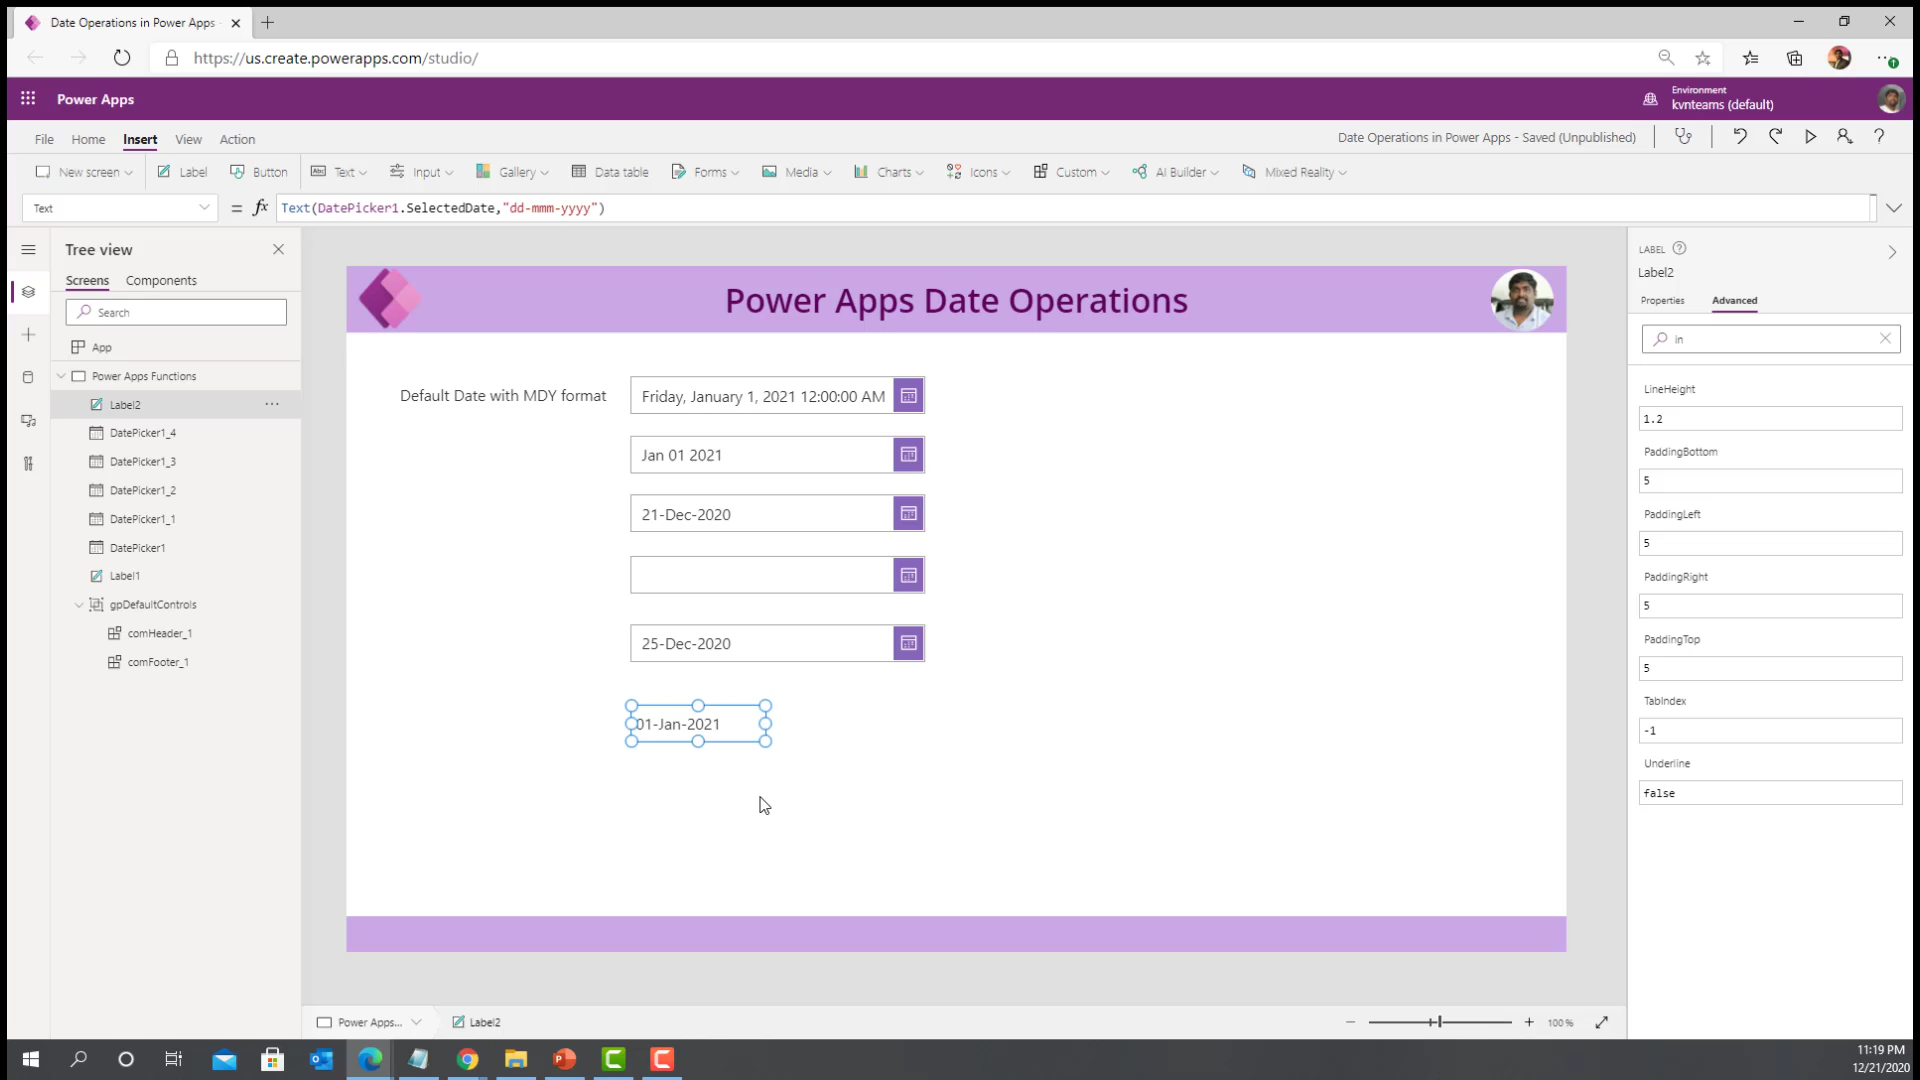 Date Operations in Power Apps
https://us.create.powerapps.com/studio/
Power Apps
Environment
kvnteams (default)
File Home Insert View Action
Date Operations in Power Apps - Saved (Unpublished)
New screen Label Button Text Input Gallery Data table Forms Media Charts Icons Custom AI Builder Mixed Reality
Text = fx Text(DatePicker1.SelectedDate,"dd-mmm-yyyy")
Tree view
Screens Components
Search
App
Power Apps Functions
Label2
DatePicker1_4
DatePicker1_3
DatePicker1_2
DatePicker1_1
DatePicker1
Label1
gpDefaultControls
comHeader_1
comFooter_1
Power Apps Date Operations
Default Date with MDY format
Friday, January 1, 2021 12:00:00 AM
Jan 01 2021
21-Dec-2020
25-Dec-2020
01-Jan-2021
LABEL
Label2
Properties Advanced
in
LineHeight
1.2
PaddingBottom
5
PaddingLeft
5
PaddingRight
5
PaddingTop
5
TabIndex
-1
Underline
false
Power Apps... Label2
100 %
11:19 PM
12/21/2020